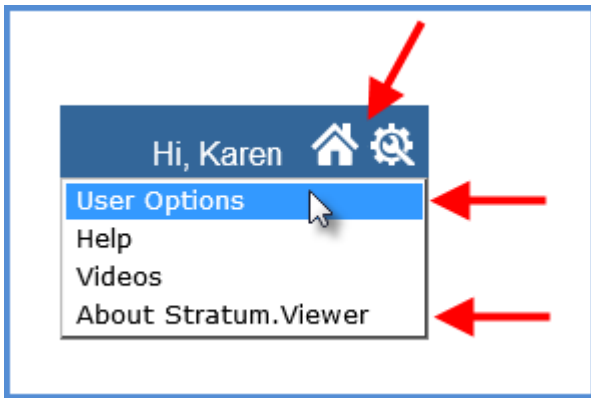 Hi, Karen
User Options
Help
Videos
About Stratum.Viewer